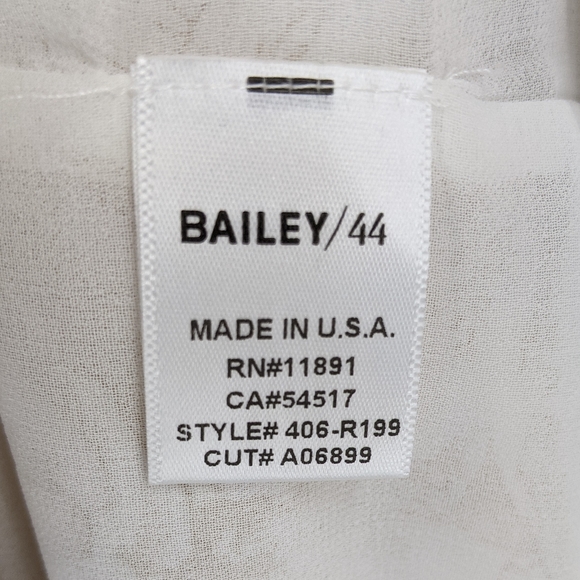 BAILEY/44
MADE IN U.S.A.
RN#11891
CA#54517
STYLE# 406-R199
CUT# A06899